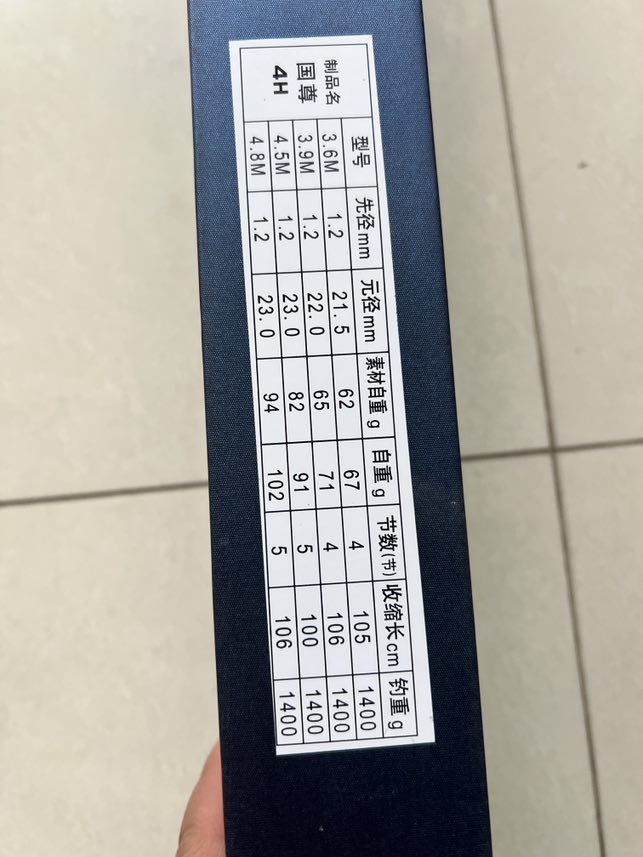 制品名 型号 先径mm 元径mm 素材自重g 自重g 节数(节) 收缩长cm 钓重g
国尊 4H
3.6M 1.2 21.5 62 67 4 105 1400
3.9M 1.2 22.0 65 71 4 106 1400
4.5M 1.2 23.0 82 91 5 100 1400
4.8M 1.2 23.0 94 102 5 106 1400